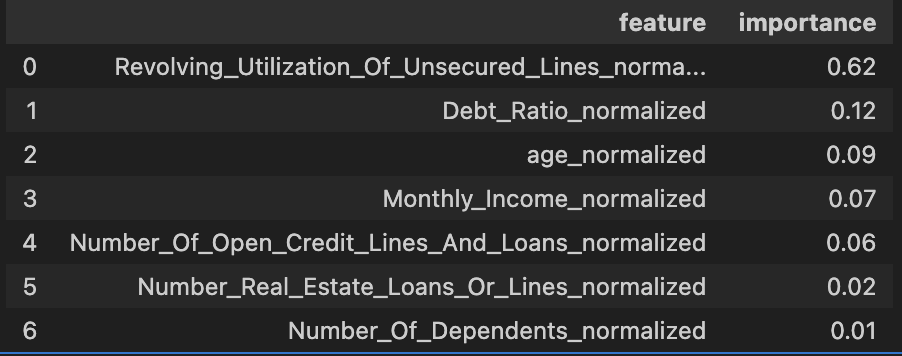 feature importance
0 Revolving_Utilization_Of_Unsecured_Lines_norma... 0.62
1 Debt_Ratio_normalized 0.12
2 age_normalized 0.09
3 Monthly_Income_normalized 0.07
4 Number_Of_Open_Credit_Lines_And_Loans_normalized 0.06
5 Number_Real_Estate_Loans_Or_Lines_normalized 0.02
6 Number_Of_Dependents_normalized 0.01